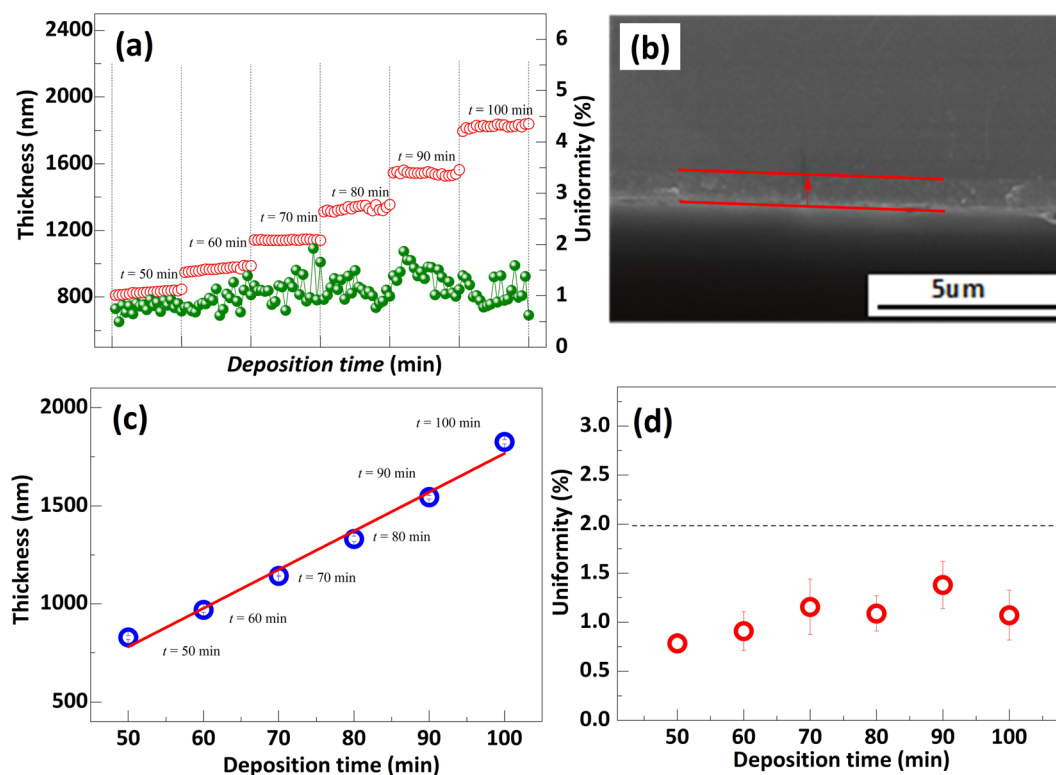 (a)
2400
2000
1600
1200
800
Thickness (nm)
6
5
4
3
2
1
0
Uniformity (%)
t = 50 min
t = 60 min
t = 70 min
t = 80 min
t = 90 min
t = 100 min
Deposition time (min)
(b)
5um
(c)
2000
1500
1000
500
Thickness (nm)
t = 100 min
t = 90 min
t = 80 min
t = 70 min
t = 60 min
t = 50 min
50 60 70 80 90 100
Deposition time (min)
(d)
3.0
2.5
2.0
1.5
1.0
0.5
0.0
Uniformity (%)
50 60 70 80 90 100
Deposition time (min)